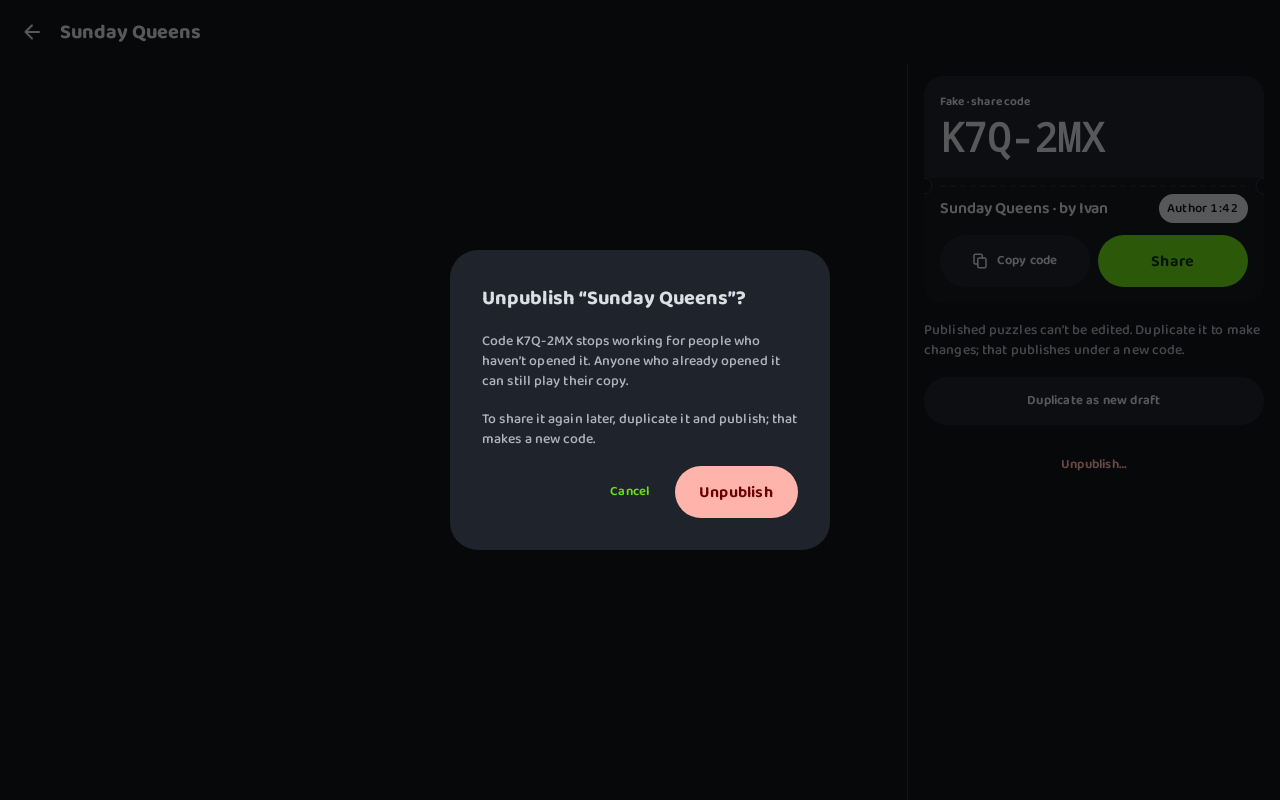 Sunday Queens
Fake · share code
K7Q-2MX
Sunday Queens · by Ivan
Author 1:42
Copy code
Share
Published puzzles can’t be edited. Duplicate it to make
changes; that publishes under a new code.
Duplicate as new draft
Unpublish…
Unpublish “Sunday Queens”?
Code K7Q-2MX stops working for people who
haven’t opened it. Anyone who already opened it
can still play their copy.
To share it again later, duplicate it and publish; that
makes a new code.
Cancel
Unpublish